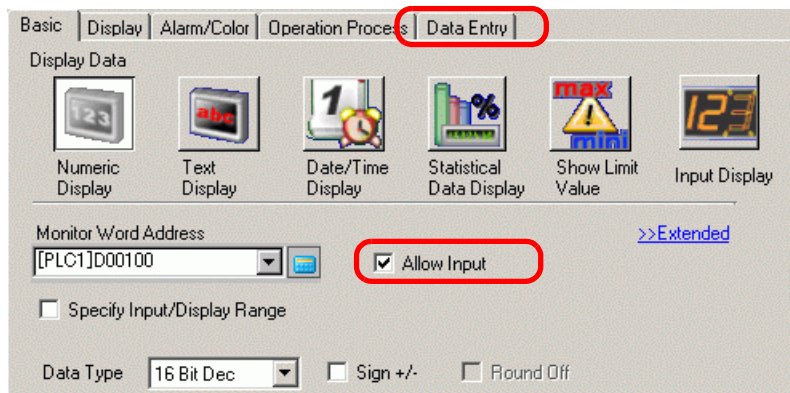 Basic Display Alarm/Color Operation Process Data Entry
Display Data
123 abc 1 % max mini 123
Numeric Display
Text Display
Date/Time Display
Statistical Data Display
Show Limit Value
Input Display
Monitor Word Address
>>Extended
[PLC1]D00100
Allow Input
Specify Input/Display Range
Data Type 16 Bit Dec Sign +/- Round Off